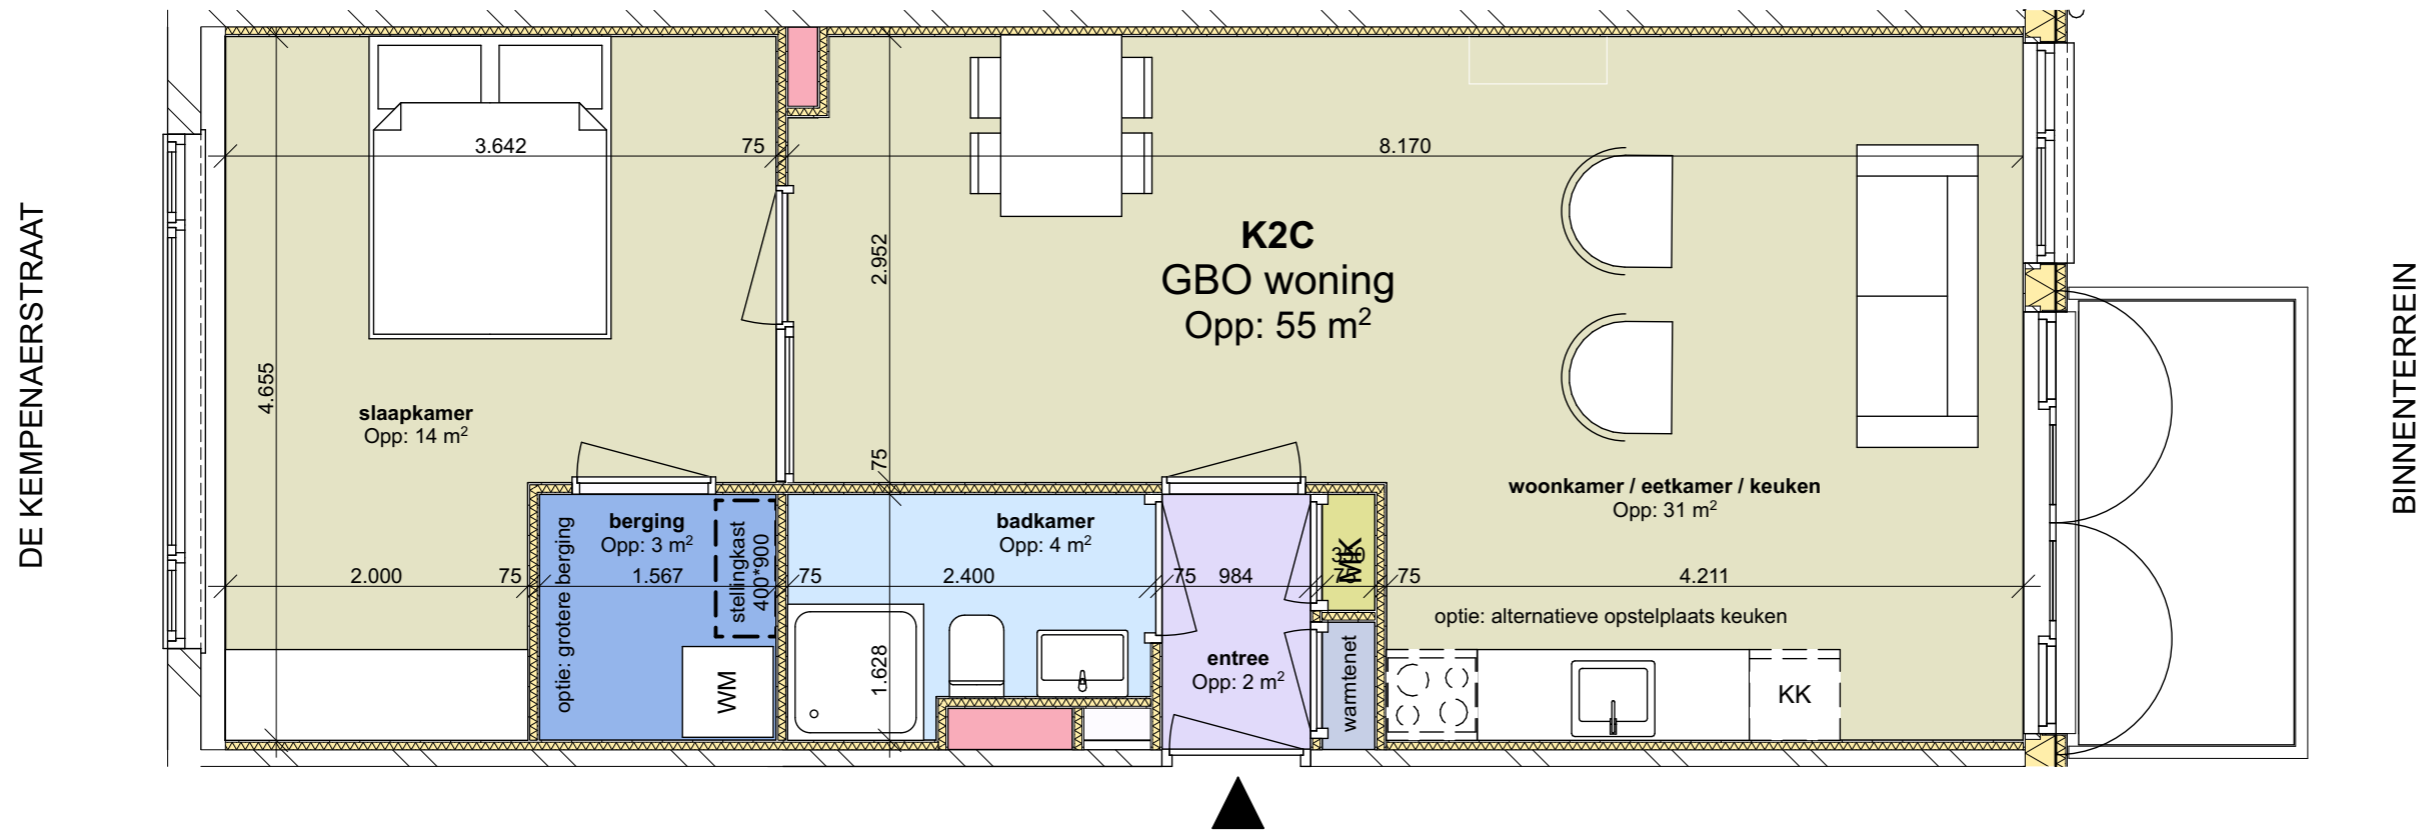 DE KEMPENAERSTRAAT
3.642
75
8.170
4.655
2.952
75
K2C
GBO woning
Opp: 55 m²
slaapkamer
Opp: 14 m²
berging
Opp: 3 m²
stellingkast
400*900
optie: grotere berging
WM
badkamer
Opp: 4 m²
woonkamer / eetkamer / keuken
Opp: 31 m²
MK
350
75
2.000
75
1.567
75
2.400
75
984
75
4.211
1.628
entree
Opp: 2 m²
warmtenet
optie: alternatieve opstelplaats keuken
KK
BINNENTERREIN